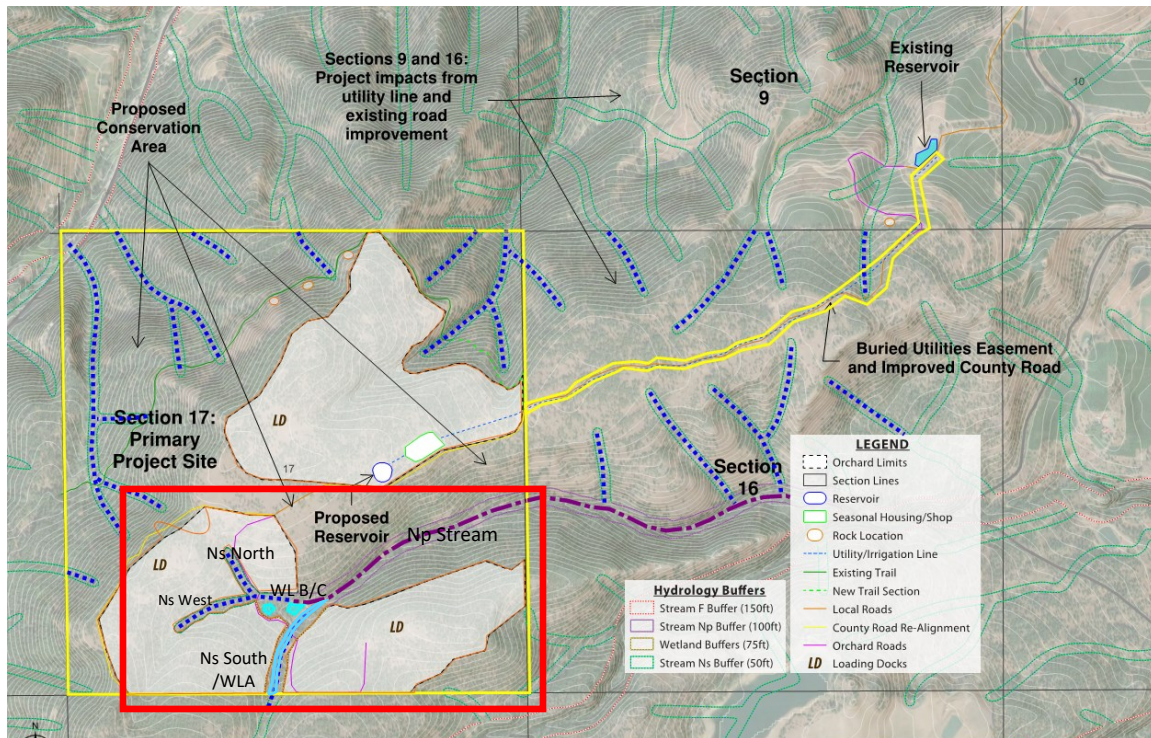 Sections 9 and 16:
Project impacts from
utility line and
existing road
improvement
Section
9
Existing
Reservoir
10
Proposed
Conservation
Area
Buried Utilities Easement
and Improved County Road
LD
Section 17:
Primary
Project Site
17
Section
16
Proposed
Reservoir
Np Stream
LD
Ns North
Ns West
WL B/C
LD
Ns South
/WLA
LEGEND
Orchard Limits
Section Lines
Reservoir
Seasonal Housing/Shop
Rock Location
Utility/Irrigation Line
Existing Trail
New Trail Section
Local Roads
County Road Re-Alignment
Orchard Roads
LD Loading Docks
Hydrology Buffers
Stream F Buffer (150ft)
Stream Np Buffer (100ft)
Wetland Buffers (75ft)
Stream Ns Buffer (50ft)
N